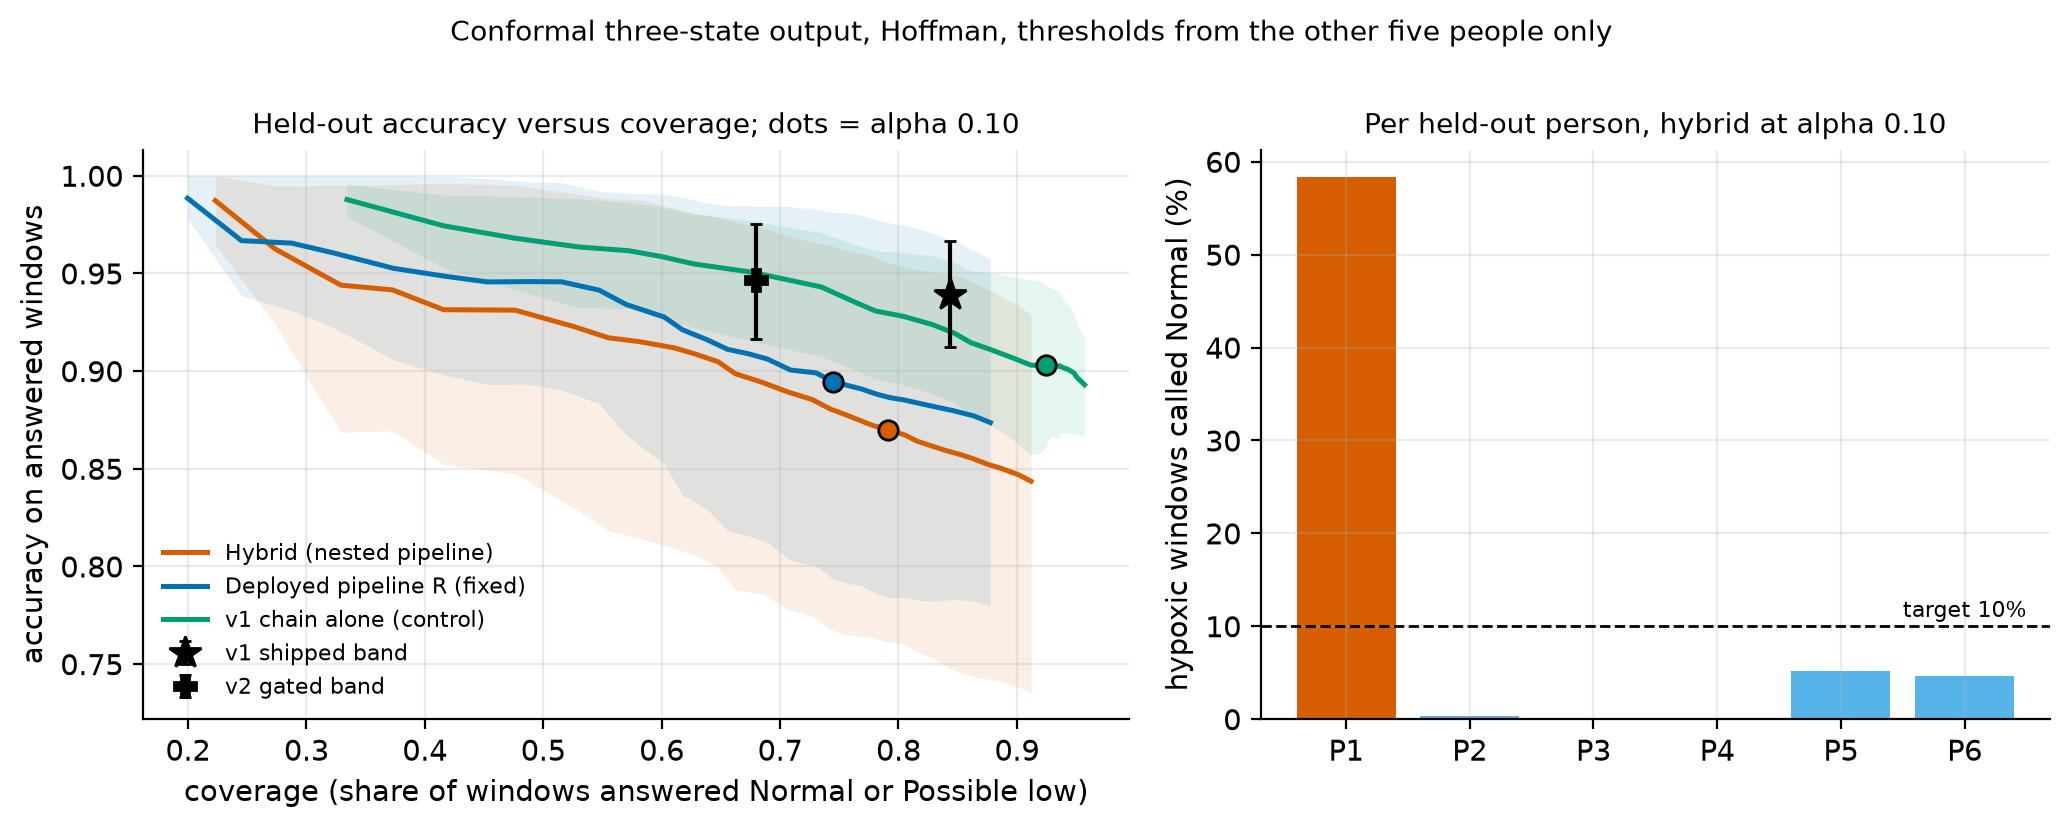 Conformal three-state output, Hoffman, thresholds from the other five people only
Held-out accuracy versus coverage; dots = alpha 0.10
accuracy on answered windows
1.00
0.95
0.90
0.85
0.80
0.75
Hybrid (nested pipeline)
Deployed pipeline R (fixed)
v1 chain alone (control)
v1 shipped band
v2 gated band
0.2 0.3 0.4 0.5 0.6 0.7 0.8 0.9
coverage (share of windows answered Normal or Possible low)
Per held-out person, hybrid at alpha 0.10
hypoxic windows called Normal (%)
60
50
40
30
20
10
0
target 10%
P1 P2 P3 P4 P5 P6